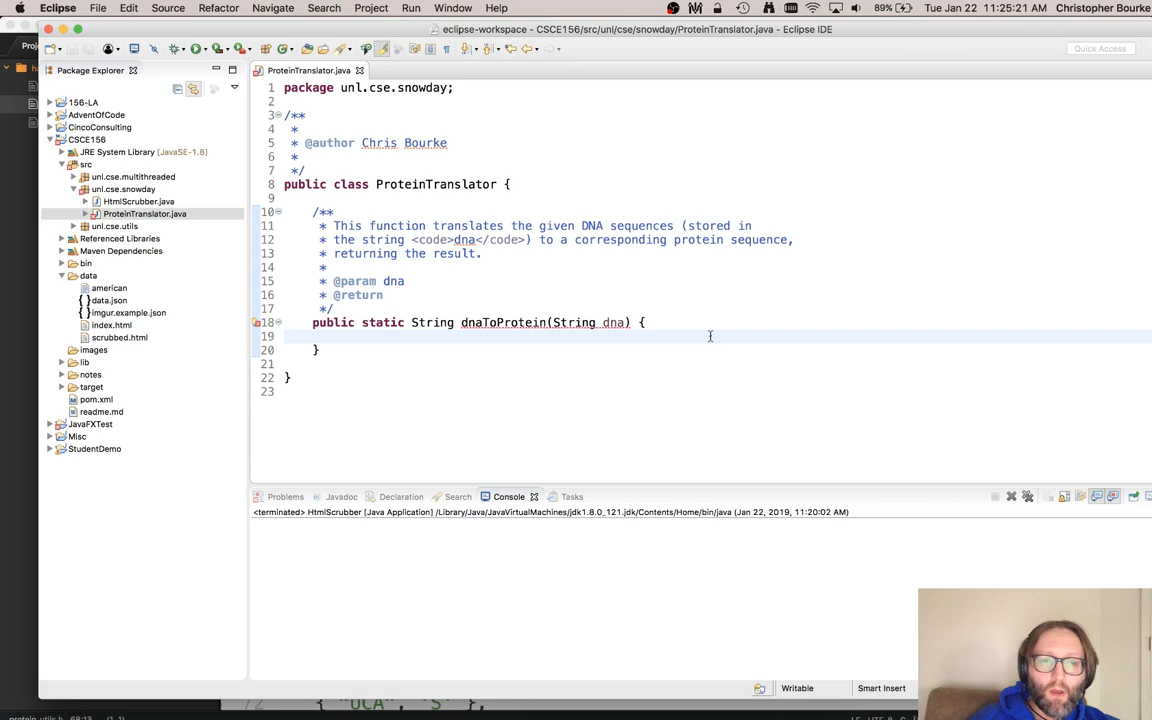 Eclipse File Edit Source Refactor Navigate Search Project Run Window Help 89% Tue Jan 22 11:25:21 AM Christopher Bourke
eclipse-workspace - CSCE156/src/unl/cse/snowday/ProteinTranslator.java - Eclipse IDE
Proj
Quick Access
Package Explorer
ProteinTranslator.java
156-LA
AdventOfCode
CincoConsulting
CSCE156
JRE System Library [JavaSE-1.8]
src
unl.cse.multithreaded
unl.cse.snowday
HtmlScrubber.java
ProteinTranslator.java
unl.cse.utils
Referenced Libraries
Maven Dependencies
bin
data
american
data.json
imgur.example.json
index.html
scrubbed.html
images
lib
notes
target
pom.xml
readme.md
JavaFXTest
Misc
StudentDemo
1 package unl.cse.snowday;
2
3 /**
4 *
5 * @author Chris Bourke
6 *
7 */
8 public class ProteinTranslator {
9
10 /**
11 * This function translates the given DNA sequences (stored in
12 * the string <code>dna</code>) to a corresponding protein sequence,
13 * returning the result.
14 *
15 * @param dna
16 * @return
17 */
18 public static String dnaToProtein(String dna) {
19
20 }
21
22 }
23
Problems Javadoc Declaration Search Console Tasks
<terminated> HtmlScrubber [Java Application] /Library/Java/JavaVirtualMachines/jdk1.8.0_121.jdk/Contents/Home/bin/java (Jan 22, 2019, 11:20:02 AM)
Writable Smart Insert
72 { "UCA", "S" },